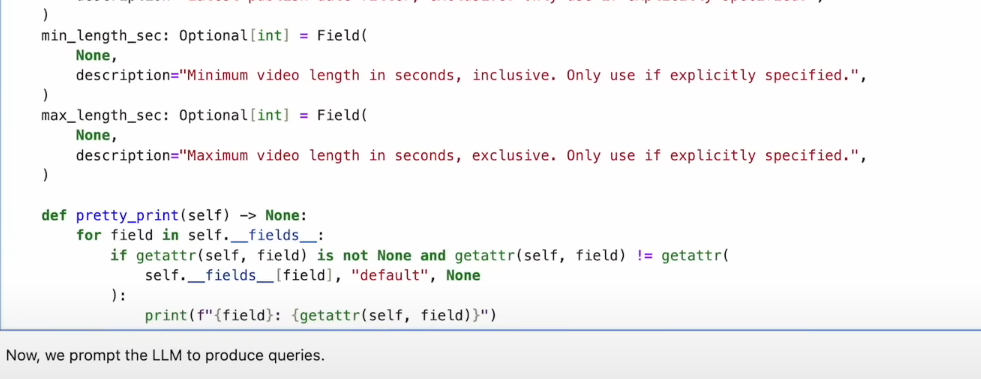 )
min_length_sec: Optional[int] = Field(
None,
description="Minimum video length in seconds, inclusive. Only use if explicitly specified.",
)
max_length_sec: Optional[int] = Field(
None,
description="Maximum video length in seconds, exclusive. Only use if explicitly specified.",
)
def pretty_print(self) -> None:
for field in self.__fields__:
if getattr(self, field) is not None and getattr(self, field) != getattr(
self.__fields__[field], "default", None
):
print(f"{field}: {getattr(self, field)}")
Now, we prompt the LLM to produce queries.